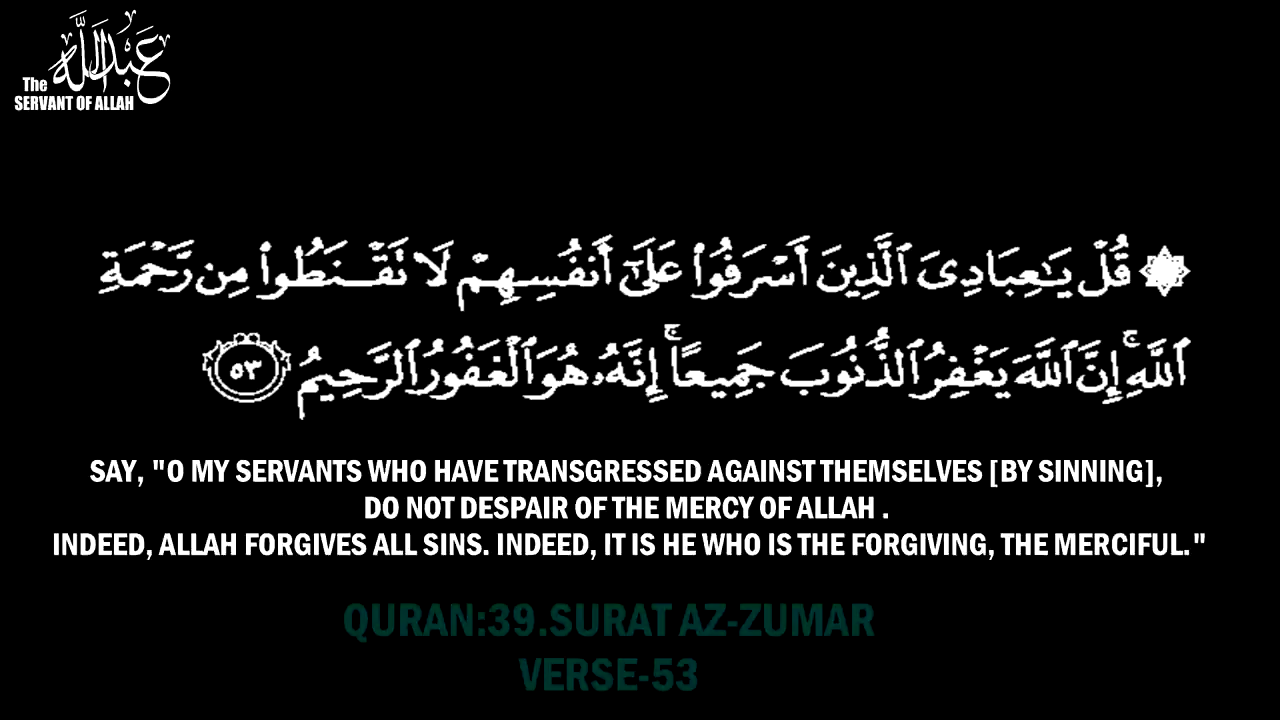 عبدالله
The
SERVANT OF ALLAH
۞ قُلْ يَـٰعِبَادِىَ ٱلَّذِينَ أَسْرَفُوا۟ عَلَىٰٓ أَنفُسِهِمْ لَا تَقْنَطُوا۟ مِن رَّحْمَةِ
ٱللَّهِ ۚ إِنَّ ٱللَّهَ يَغْفِرُ ٱلذُّنُوبَ جَمِيعًا ۚ إِنَّهُۥ هُوَ ٱلْغَفُورُ ٱلرَّحِيمُ ٥٣
SAY, "O MY SERVANTS WHO HAVE TRANSGRESSED AGAINST THEMSELVES [BY SINNING],
DO NOT DESPAIR OF THE MERCY OF ALLAH .
INDEED, ALLAH FORGIVES ALL SINS. INDEED, IT IS HE WHO IS THE FORGIVING, THE MERCIFUL."
QURAN:39.SURAT AZ-ZUMAR
VERSE-53